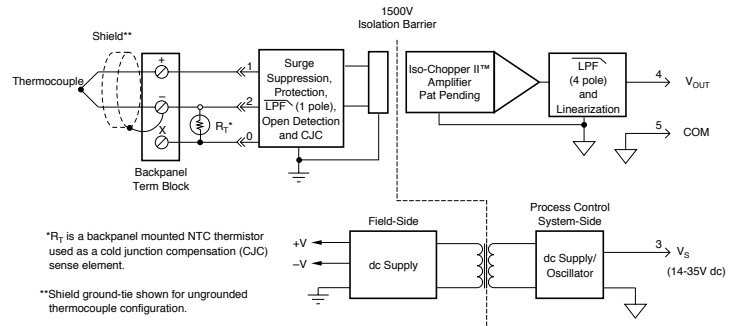 1500V
Isolation Barrier
Shield**
Thermocouple
+
–
X
1
2
0
R_T*
Backpanel
Term Block
Surge
Suppression,
Protection,
LPF (1 pole),
Open Detection
and CJC
Iso-Chopper II™
Amplifier
Pat Pending
LPF
(4 pole)
and
Linearization
4
V_OUT
5
COM
Field-Side
+V
–V
dc Supply
Process Control
System-Side
dc Supply/
Oscillator
3
V_S
(14-35V dc)
*R_T is a backpanel mounted NTC thermistor
used as a cold junction compensation (CJC)
sense element.
**Shield ground-tie shown for ungrounded
thermocouple configuration.